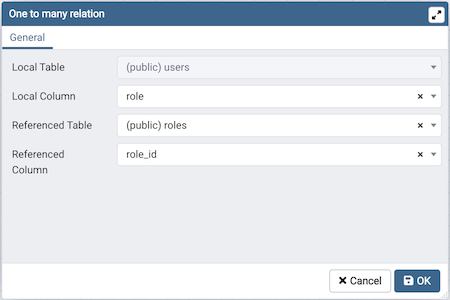 One to many relation
General
Local Table
(public) users
Local Column
role
Referenced Table
(public) roles
Referenced
Column
role_id
Cancel
OK